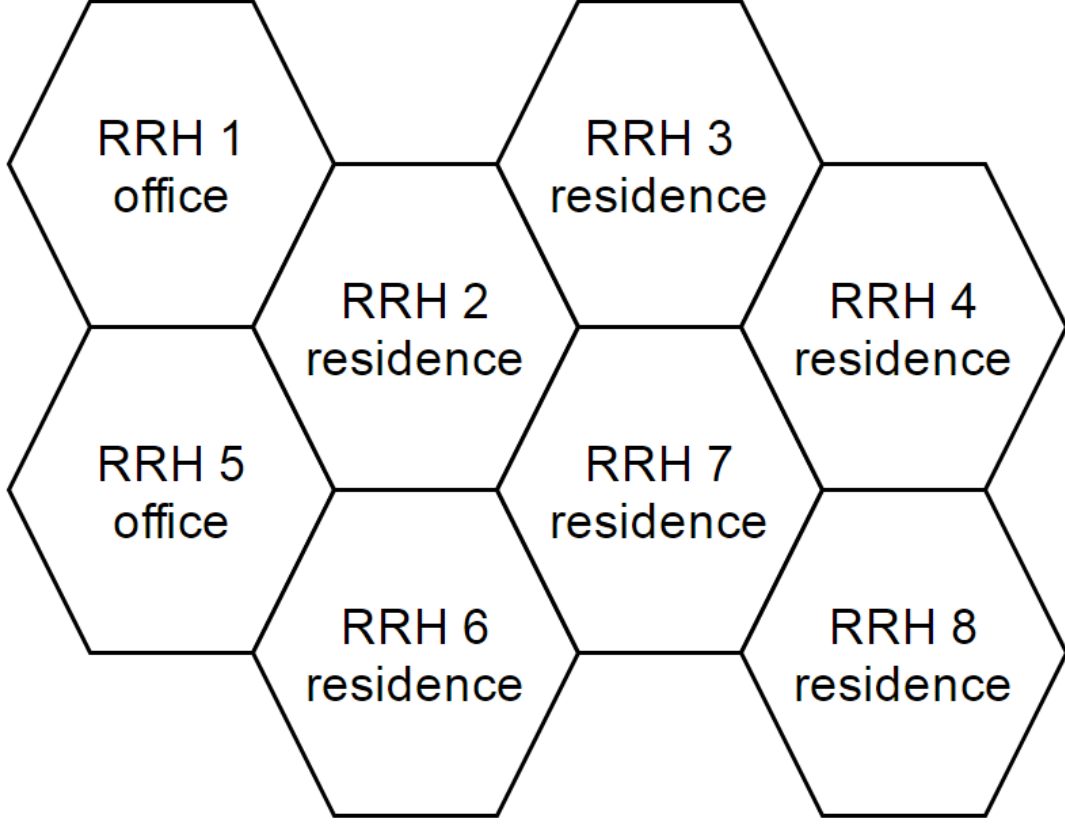 RRH 1
office
RRH 3
residence
RRH 2
residence
RRH 4
residence
RRH 5
office
RRH 7
residence
RRH 6
residence
RRH 8
residence